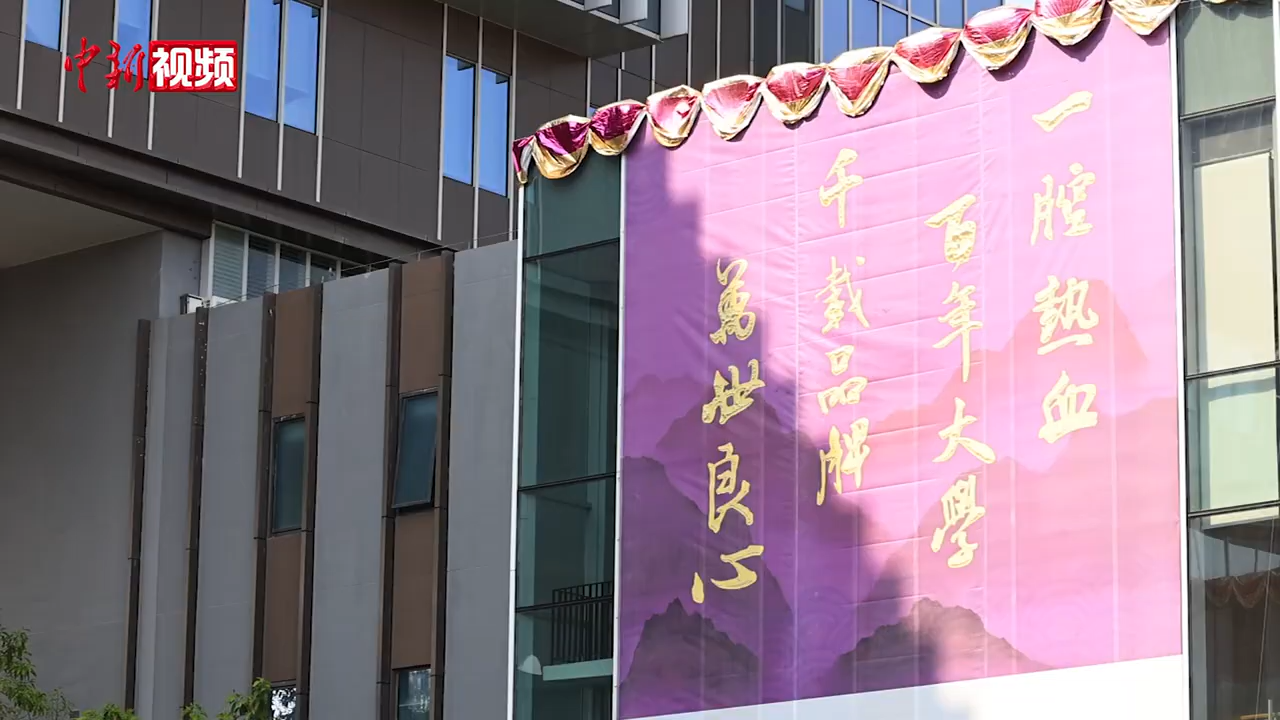 中新视频
一腔熱血
百年大學
千載品牌
萬世良心